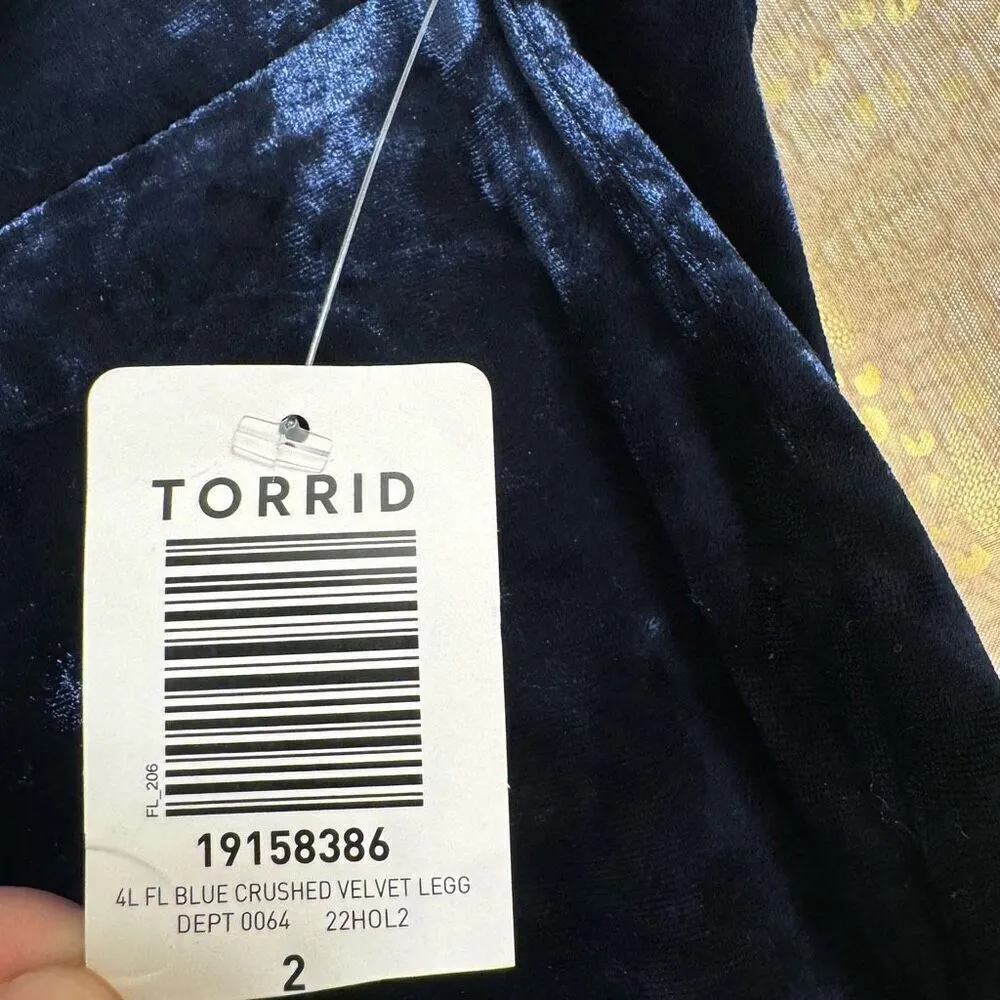 TORRID
FL_206
19158386
4L FL BLUE CRUSHED VELVET LEGG
DEPT 0064 22HOL2
2